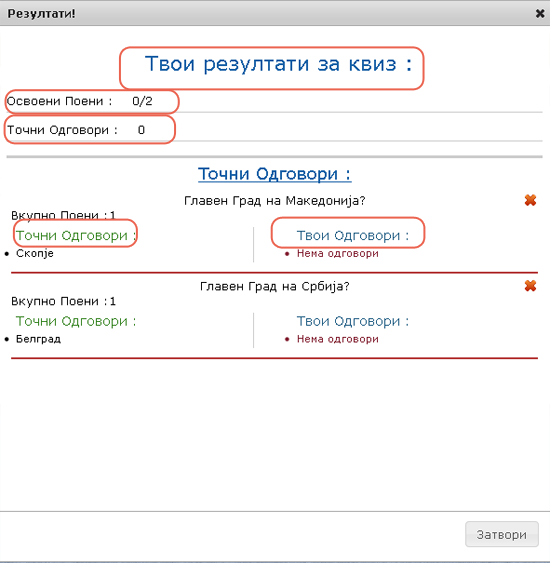 Резултати!
Твои резултати за квиз :
Освоени Поени : 0/2
Точни Одговори : 0
Точни Одговори :
Главен Град на Македонија?
Вкупно Поени :1
Точни Одговори : Твои Одговори :
Скопје Нема одговори
Главен Град на Србија?
Вкупно Поени :1
Точни Одговори : Твои Одговори :
Белград Нема одговори
Затвори